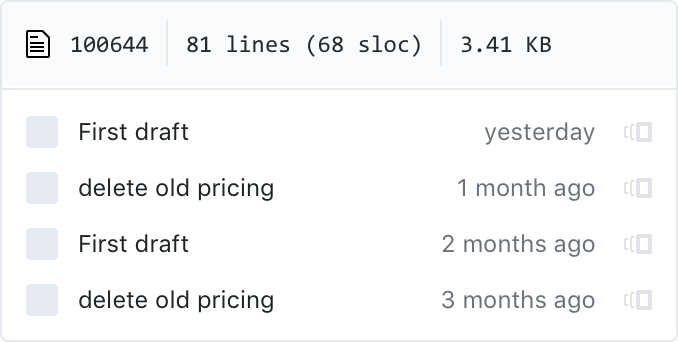 100644 81 lines (68 sloc) 3.41 KB
First draft yesterday
delete old pricing 1 month ago
First draft 2 months ago
delete old pricing 3 months ago